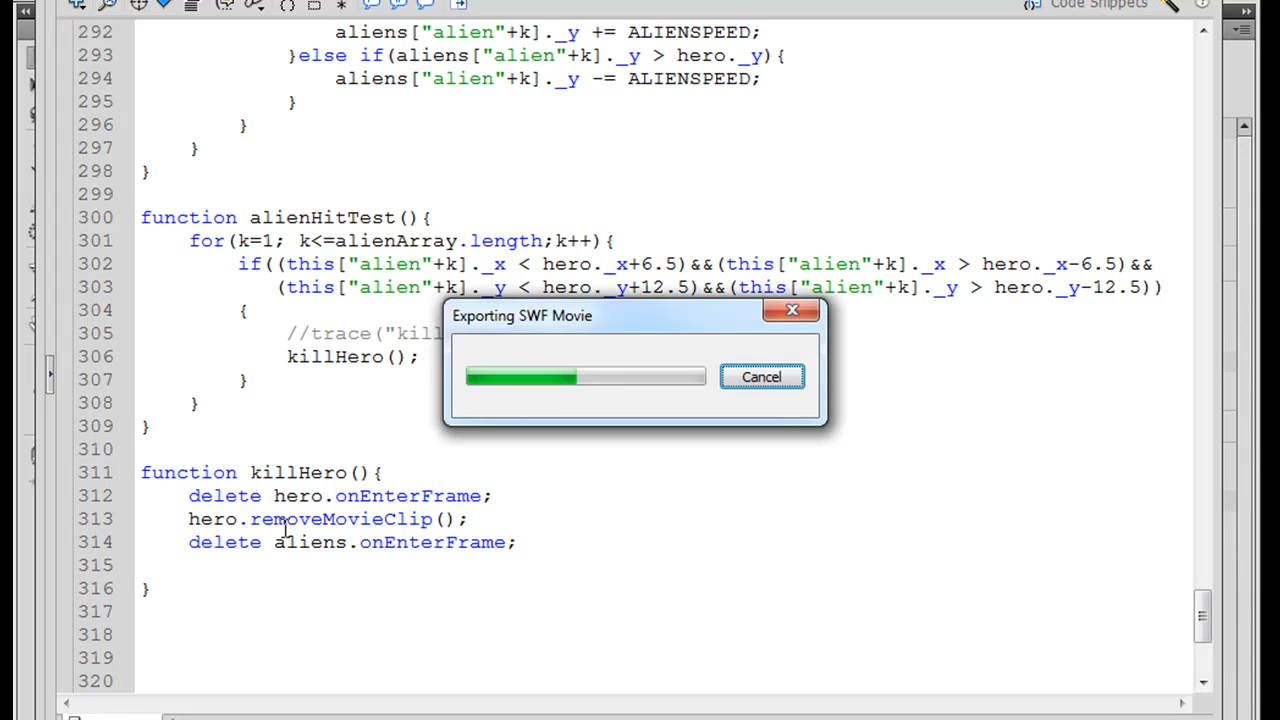 Code Snippets
292 aliens["alien"+k]._y += ALIENSPEED;
293 }else if(aliens["alien"+k]._y > hero._y){
294 aliens["alien"+k]._y -= ALIENSPEED;
295 }
296 }
297 }
298 }
299
300 function alienHitTest(){
301 for(k=1; k<=alienArray.length;k++){
302 if((this["alien"+k]._x < hero._x+6.5)&&(this["alien"+k]._x > hero._x-6.5)&&
303 (this["alien"+k]._y < hero._y+12.5)&&(this["alien"+k]._y > hero._y-12.5))
304 {
Exporting SWF Movie
305 //trace("kill
306 killHero();
Cancel
307 }
308 }
309 }
310
311 function killHero(){
312 delete hero.onEnterFrame;
313 hero.removeMovieClip();
314 delete aliens.onEnterFrame;
315
316 }
317
318
319
320